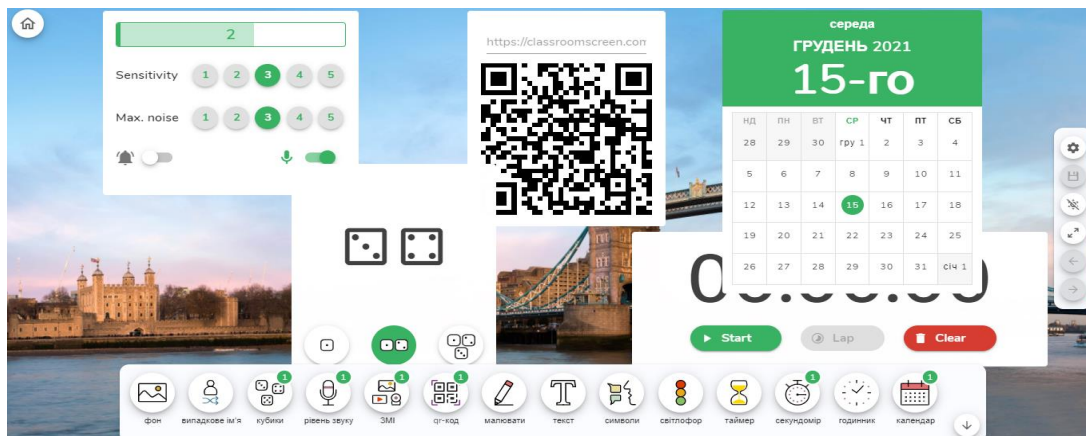 2
Sensitivity 1 2 3 4 5
Max. noise 1 2 3 4 5
https://classroomscreen.com
середа
ГРУДЕНЬ 2021
15-го
НД ПН ВТ СР ЧТ ПТ СБ
28 29 30 гру 1 2 3 4
5 6 7 8 9 10 11
12 13 14 15 16 17 18
19 20 21 22 23 24 25
26 27 28 29 30 31 січ 1
Start Lap Clear
1 1 1 1 1 1
фон випадкове ім'я кубики рівень звуку ЗМІ qr-код малювати текст символи світлофор таймер секундомір годинник календар